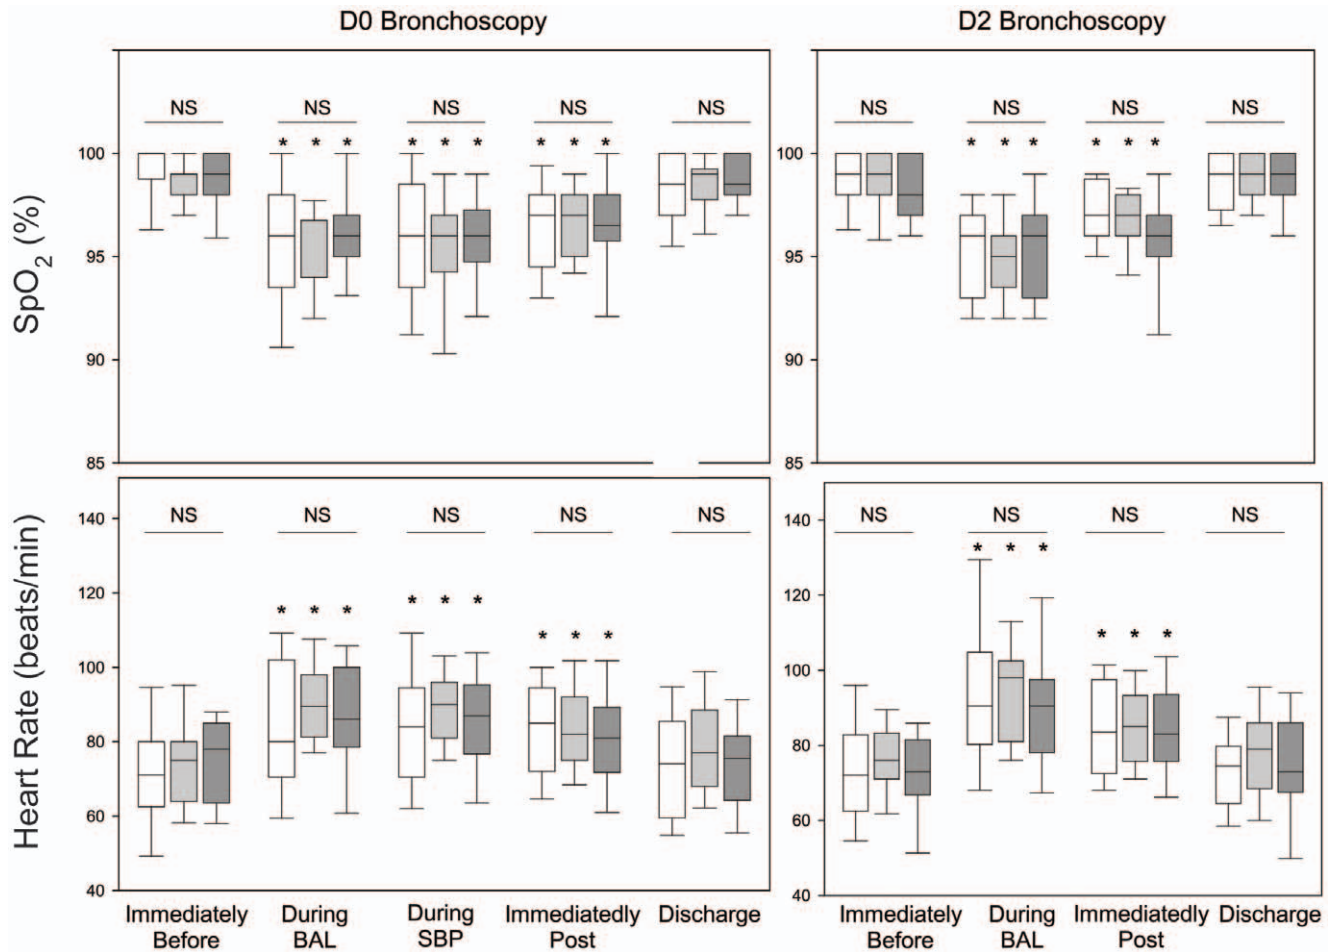 D0 Bronchoscopy
D2 Bronchoscopy
SpO2 (%)
100
95
90
85
NS
* * *
NS
* * *
NS
* * *
NS
NS
100
95
90
85
NS
* * *
NS
* * *
NS
NS
Heart Rate (beats/min)
140
120
100
80
60
40
NS
NS
* * *
NS
* * *
NS
* * *
NS
140
120
100
80
60
40
NS
NS
* * *
NS
* * *
NS
Immediately
Before
During
BAL
During
SBP
Immediatedly
Post
Discharge
Immediately
Before
During
BAL
Immediatedly
Post
Discharge